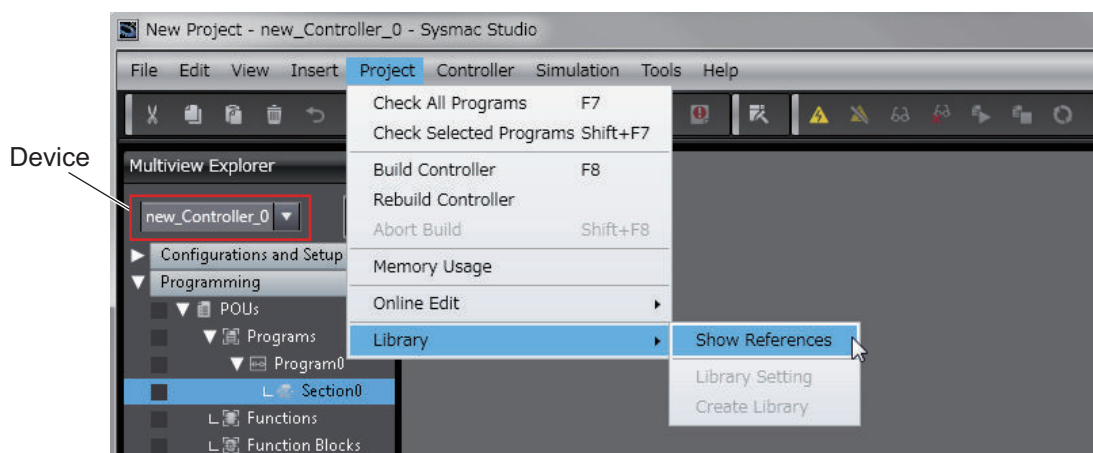 New Project - new_Controller_0 - Sysmac Studio
File Edit View Insert Project Controller Simulation Tools Help
Check All Programs F7
Check Selected Programs Shift+F7
Device
Multiview Explorer
Build Controller F8
Rebuild Controller
new_Controller_0
Abort Build Shift+F8
Configurations and Setup
Memory Usage
Programming
Online Edit
POUs
Programs
Library
Show References
Program0
Library Setting
Section0
Create Library
Functions
Function Blocks